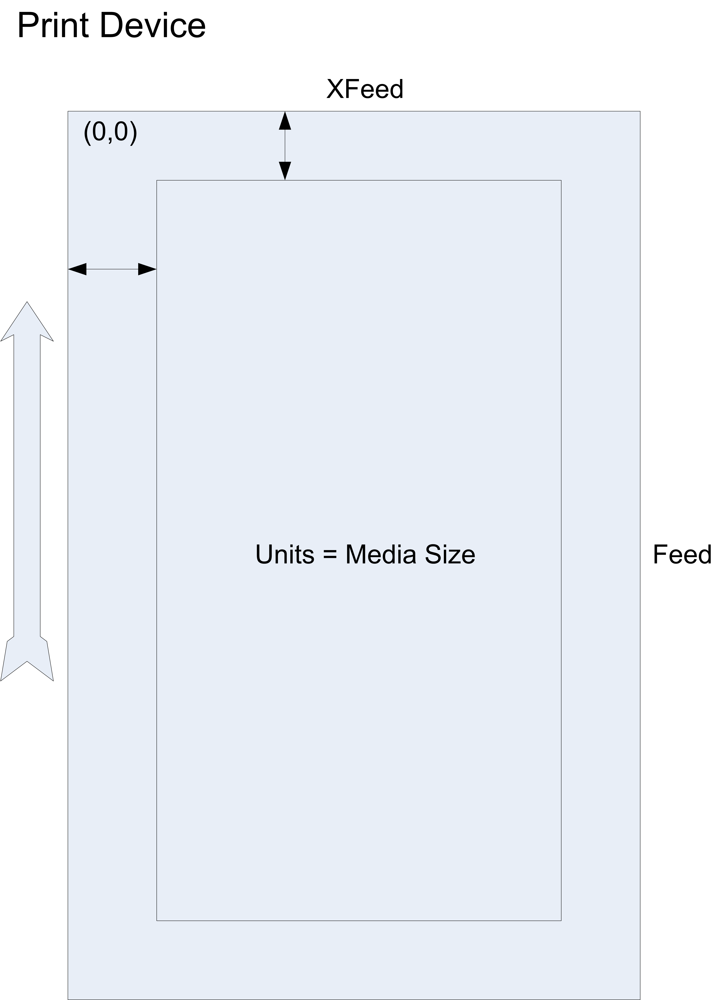 Print Device
XFeed
(0,0)
Units = Media Size
Feed